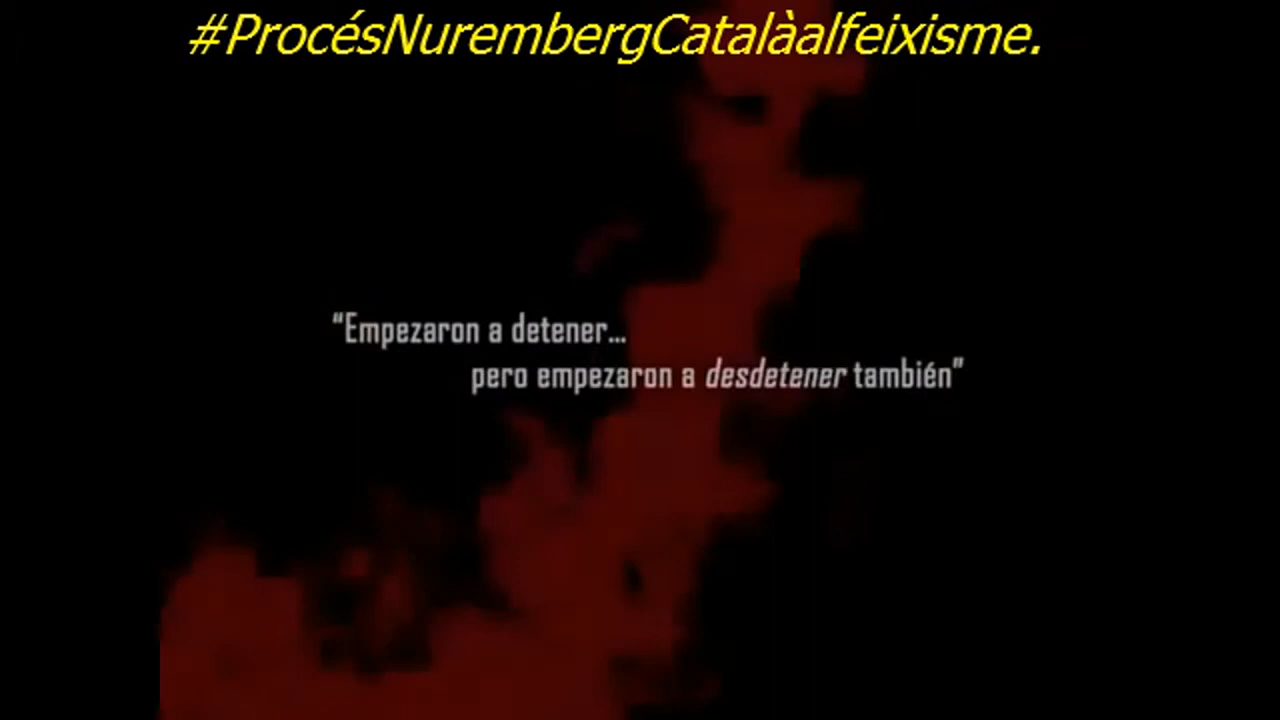 #ProcésNurembergCatalàalfeixisme.
“Empezaron a detener...
pero empezaron a desdetener también”